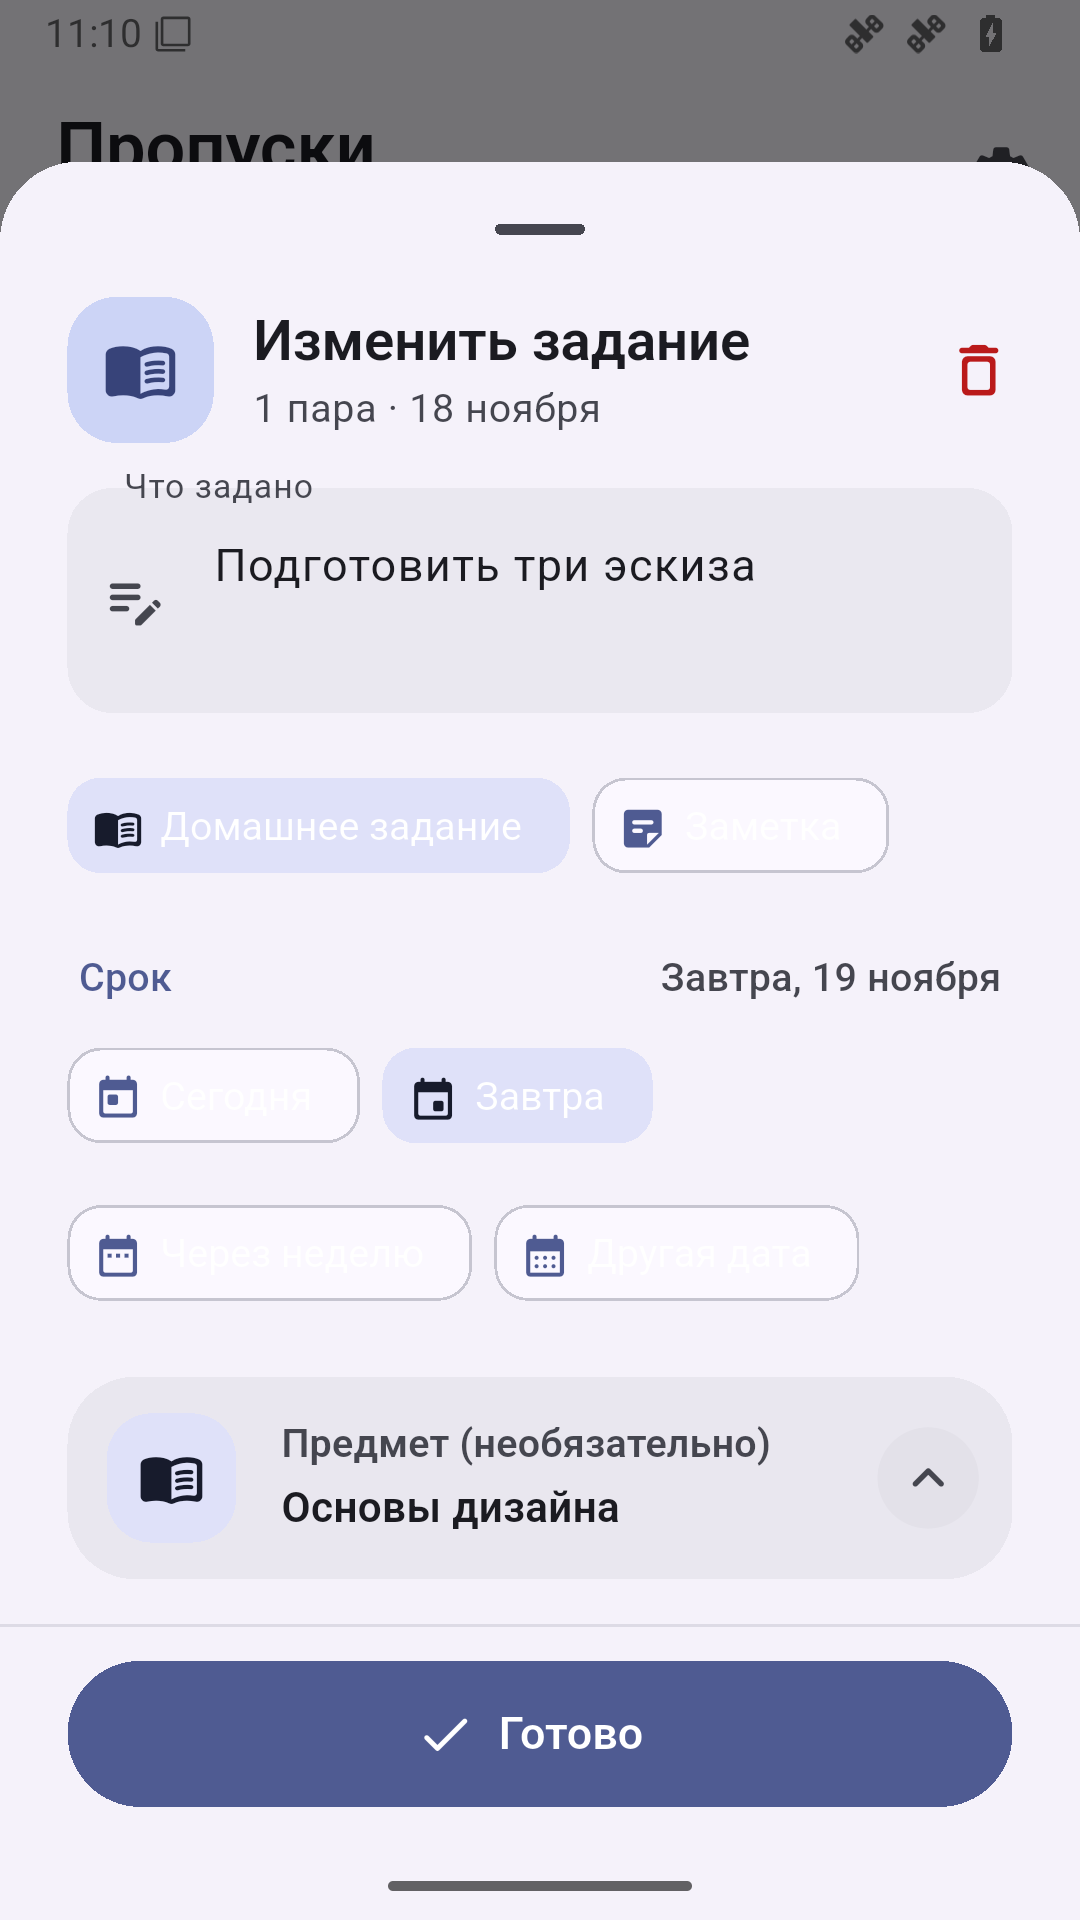 11:10
Пропуски
Изменить задание
1 пара · 18 ноября
Что задано
Подготовить три эскиза
Домашнее задание
Заметка
Срок
Завтра, 19 ноября
Сегодня
Завтра
Через неделю
Другая дата
Предмет (необязательно)
Основы дизайна
Готово